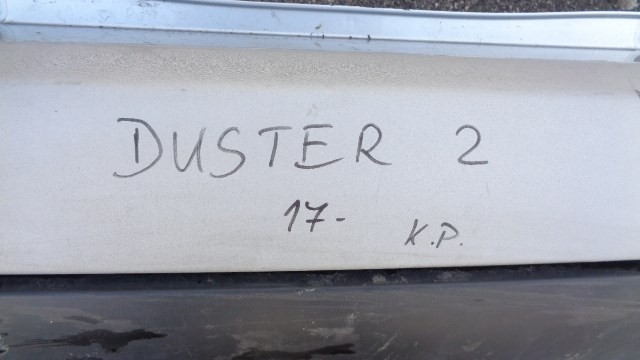 DUSTER 2
17-
K.P.